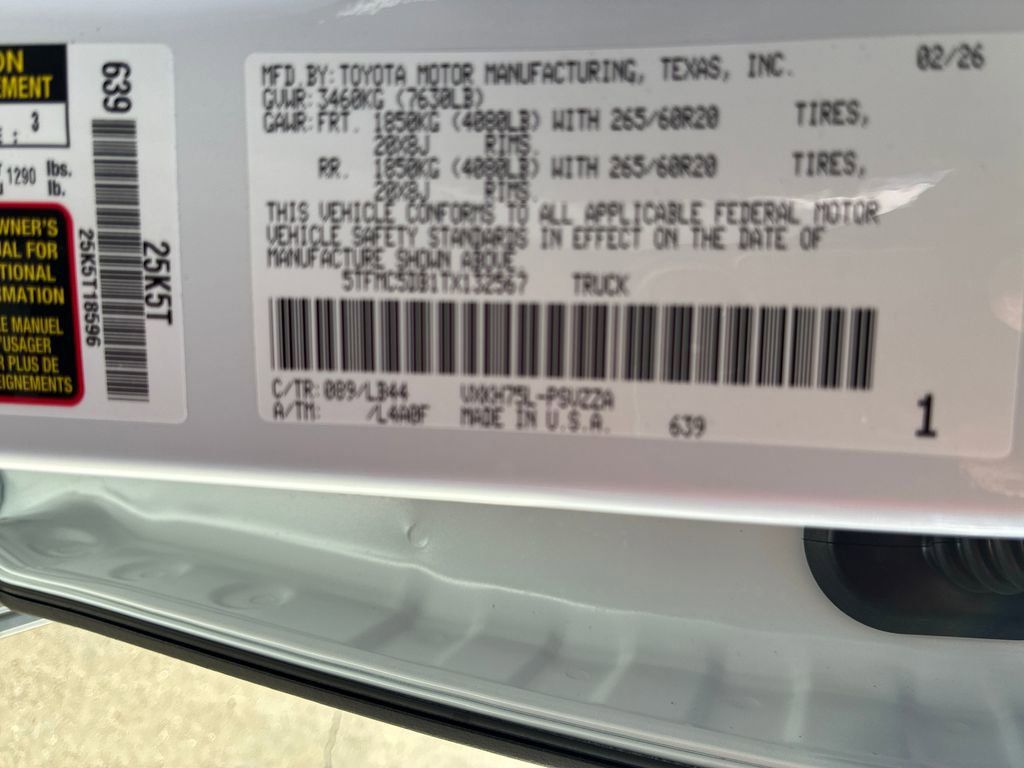 ON
EMENT
: 3
1290 lbs.
lb.
WNER'S
UAL FOR
TIONAL
RMATION
E MANUEL
'USAGER
R PLUS DE
EIGNEMENTS
639
25K5T18596
25K5T
02/26
MFD.BY:TOYOTA MOTOR MANUFACTURING, TEXAS, INC.
GVWR:3460KG (7630LB)
GAWR:FRT. 1850KG (4080LB) WITH 265/60R20 TIRES,
20X8J RIMS.
RR. 1850KG (4080LB) WITH 265/60R20 TIRES,
20X8J RIMS.
THIS VEHICLE CONFORMS TO ALL APPLICABLE FEDERAL MOTOR
VEHICLE SAFETY STANDARDS IN EFFECT ON THE DATE OF
MANUFACTURE SHOWN ABOVE.
5TFMC5DB1TX132567 TRUCK
C/TR:089/LB44 VXKH75L-PSVZZA
A/TM: /L4A0F MADE IN U.S.A. 639
1